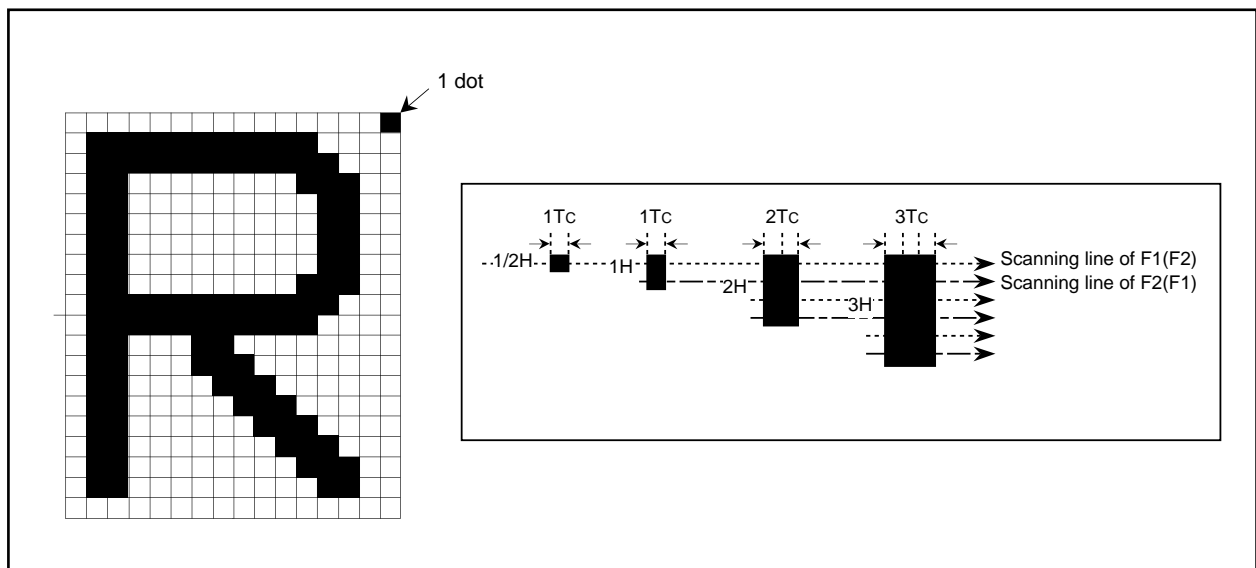 1 dot
1TC 1TC 2TC 3TC
1/2H 1H 2H 3H
Scanning line of F1(F2)
Scanning line of F2(F1)